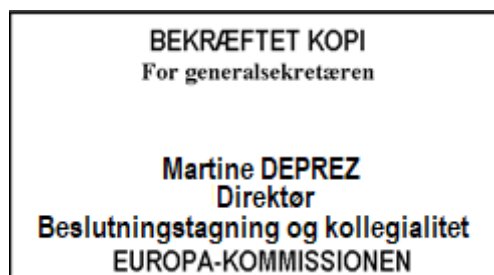 BEKRÆFTET KOPI
For generalsekretæren
Martine DEPREZ
Direktør
Beslutningstagning og kollegialitet
EUROPA-KOMMISSIONEN